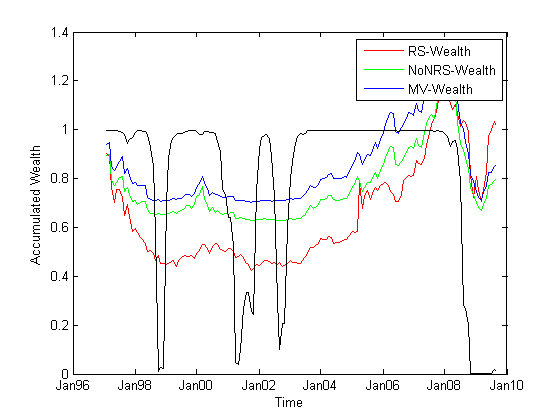 1.4
RS-Wealth
NoNRS-Wealth
MV-Wealth
1.2
1
0.8
0.6
0.4
0.2
0
Accumulated Wealth
Jan96 Jan98 Jan00 Jan02 Jan04 Jan06 Jan08 Jan10
Time